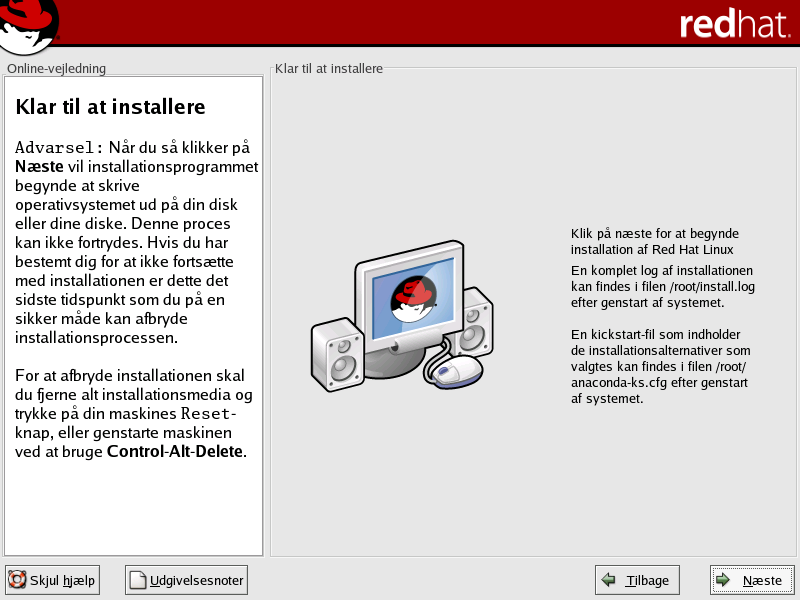 redhat.
Online-vejledning
Klar til at installere
Advarsel: Når du så klikker på
Næste vil installationsprogrammet
begynde at skrive
operativsystemet ud på din disk
eller dine diske. Denne proces
kan ikke fortrydes. Hvis du har
bestemt dig for at ikke fortsætte
med installationen er dette det
sidste tidspunkt som du på en
sikker måde kan afbryde
installationsprocessen.
For at afbryde installationen skal
du fjerne alt installationsmedia og
trykke på din maskines Reset-
knap, eller genstarte maskinen
ved at bruge Control-Alt-Delete.
Klar til at installere
Klik på næste for at begynde
installation af Red Hat Linux
En komplet log af installationen
kan findes i filen /root/install.log
efter genstart af systemet.
En kickstart-fil som indholder
de installationsalternativer som
valgtes kan findes i filen /root/
anaconda-ks.cfg efter genstart
af systemet.
Skjul hjælp
Udgivelsesnoter
Tilbage
Næste